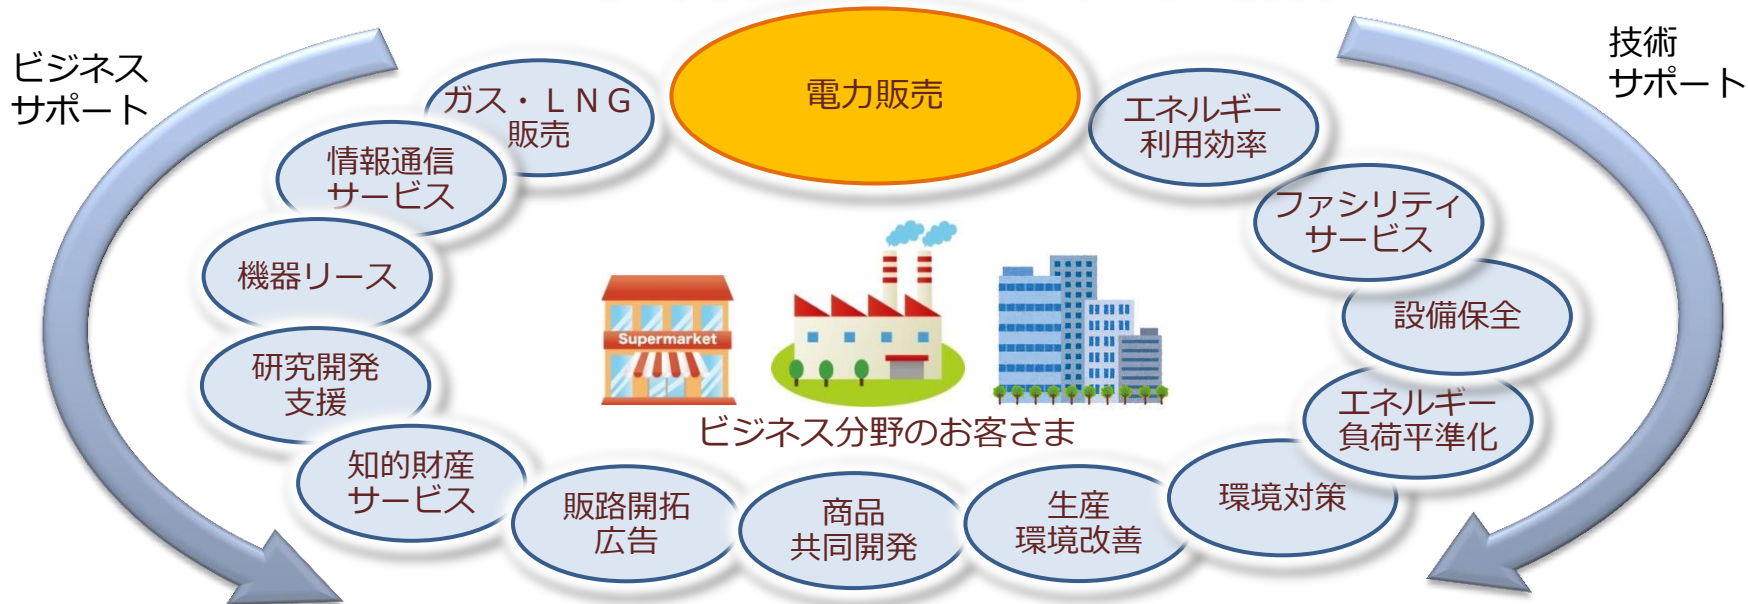 ビジネス
サポート
技術
サポート
電力販売
ガス・ＬＮＧ
販売
情報通信
サービス
機器リース
研究開発
支援
知的財産
サービス
販路開拓
広告
商品
共同開発
生産
環境改善
環境対策
エネルギー
負荷平準化
設備保全
ファシリティ
サービス
エネルギー
利用効率
Supermarket
ビジネス分野のお客さま